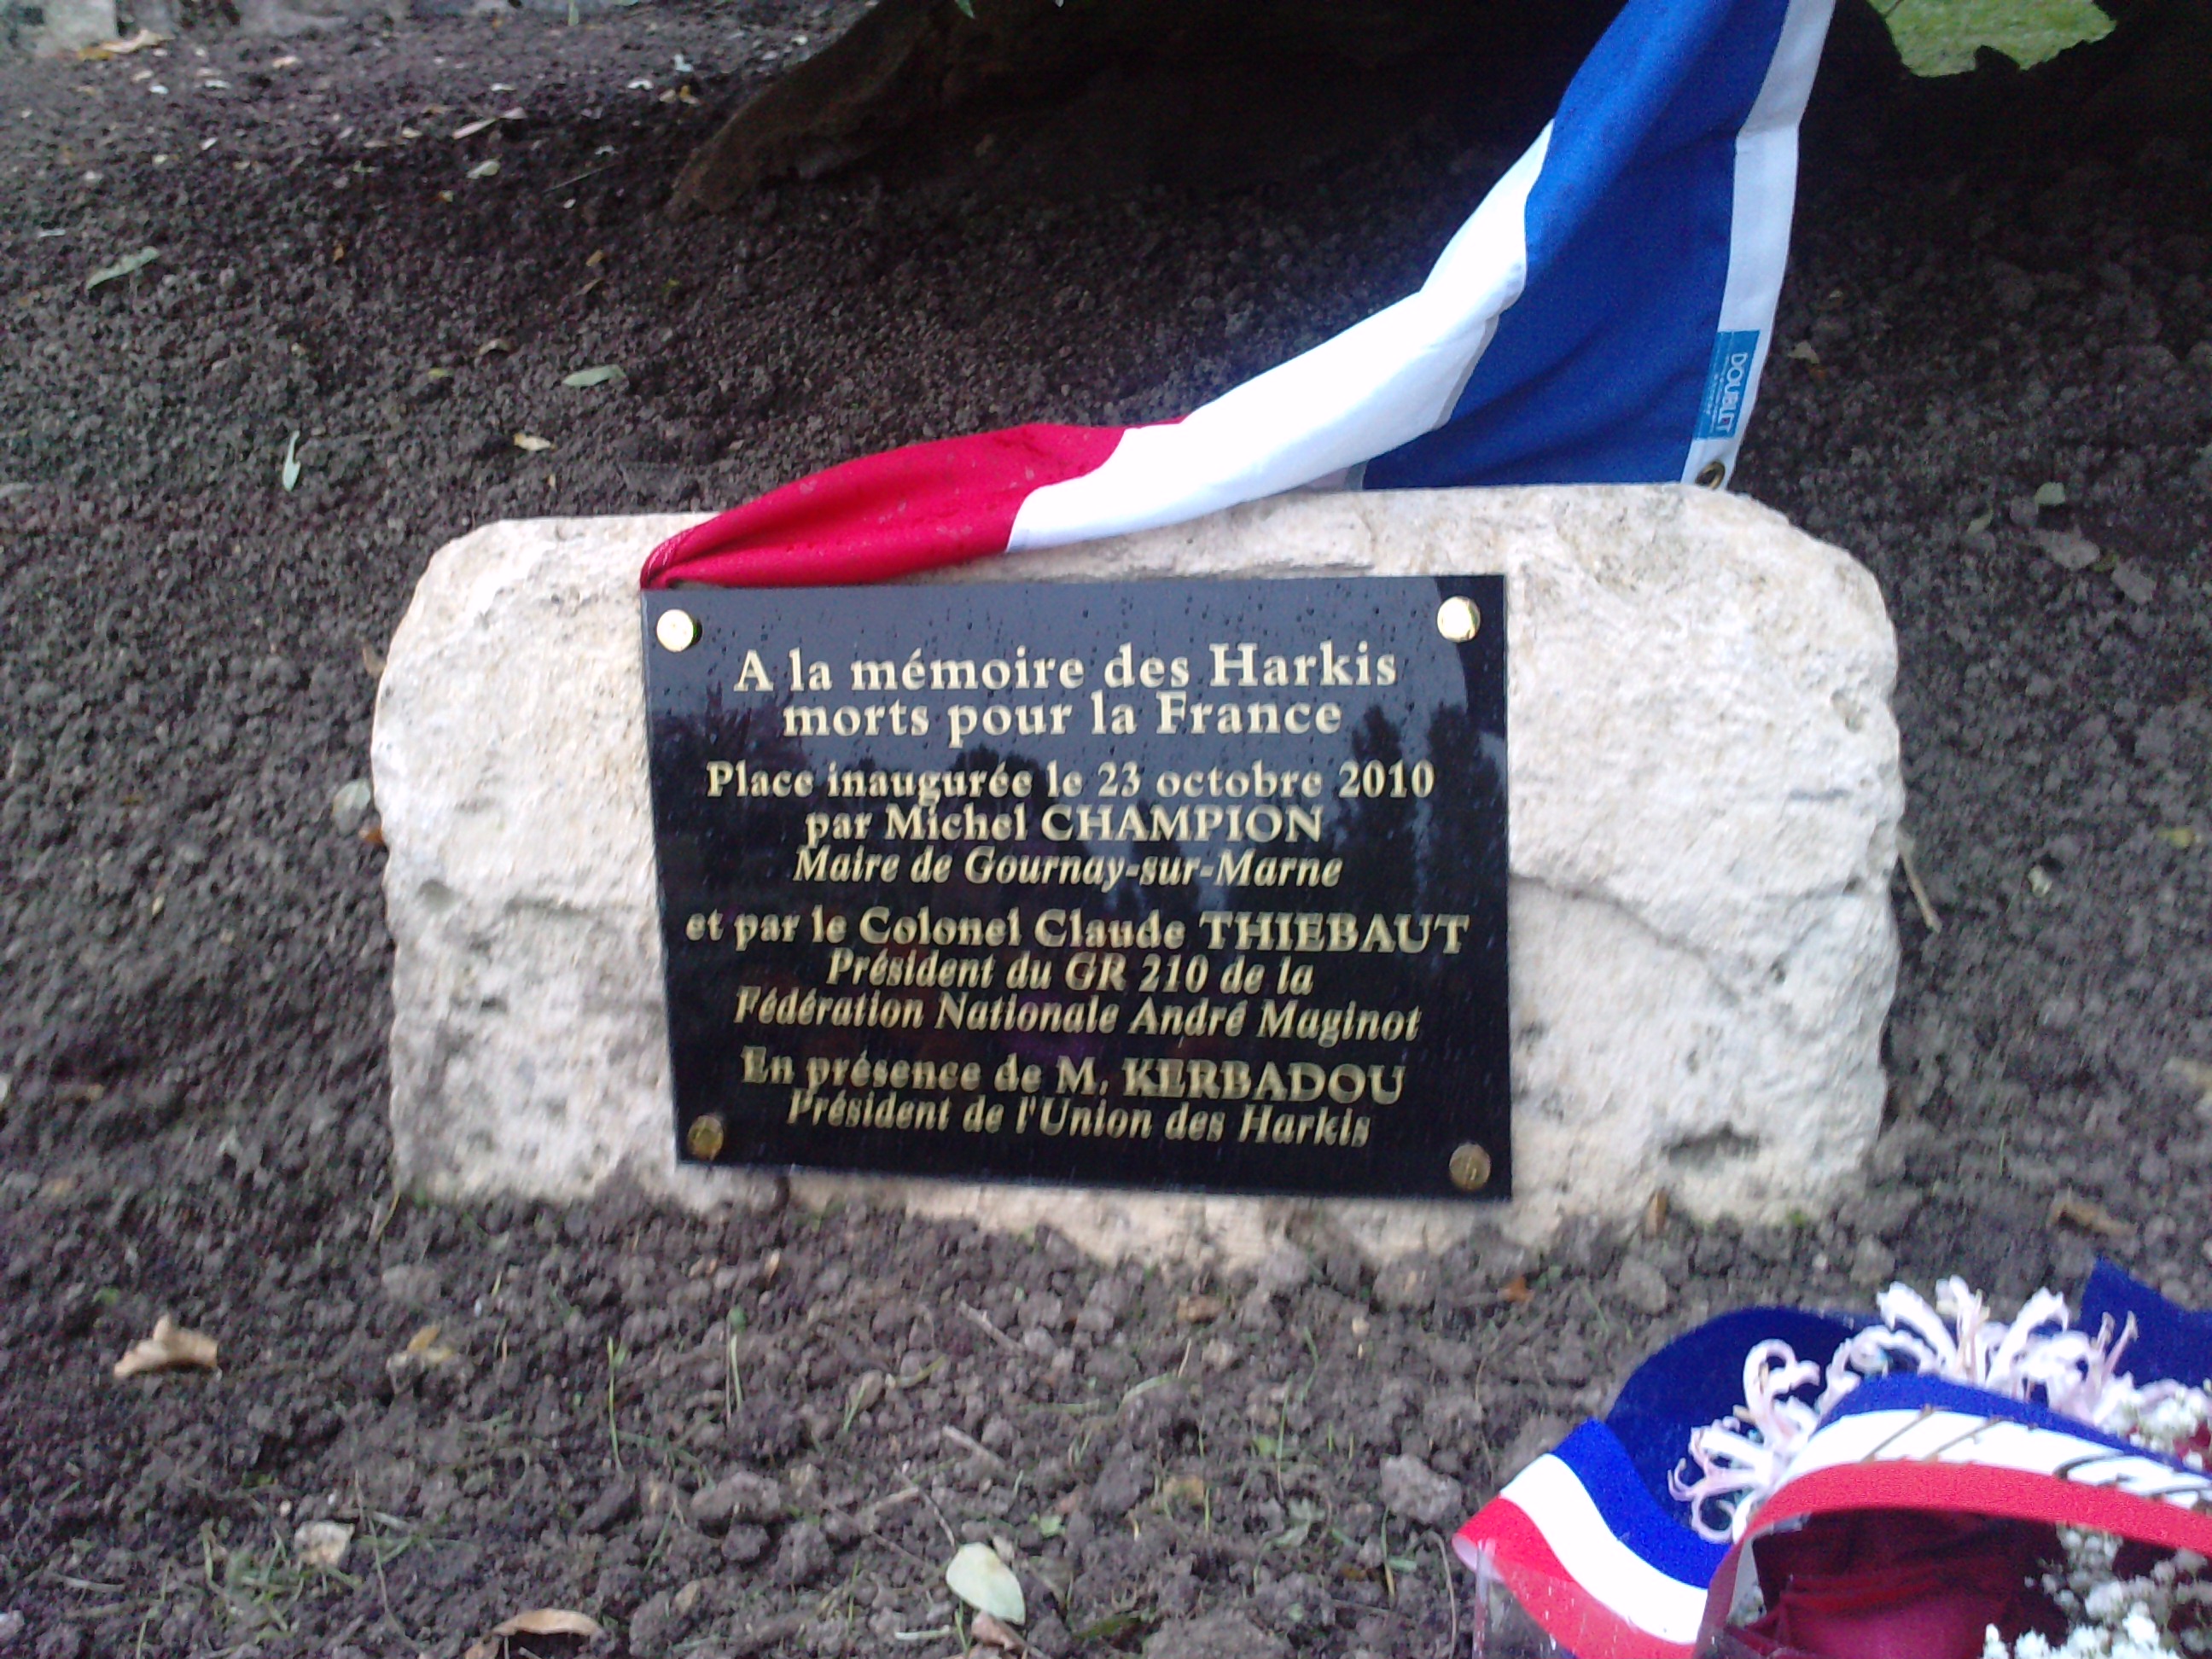 DOUBLET
A la mémoire des Harkis
morts pour la France
Place inaugurée le 23 octobre 2010
par Michel CHAMPION
Maire de Gournay-sur-Marne
et par le Colonel Claude THIEBAUT
Président du GR 210 de la
Fédération Nationale André Maginot
En présence de M. KERBADOU
Président de l'Union des Harkis